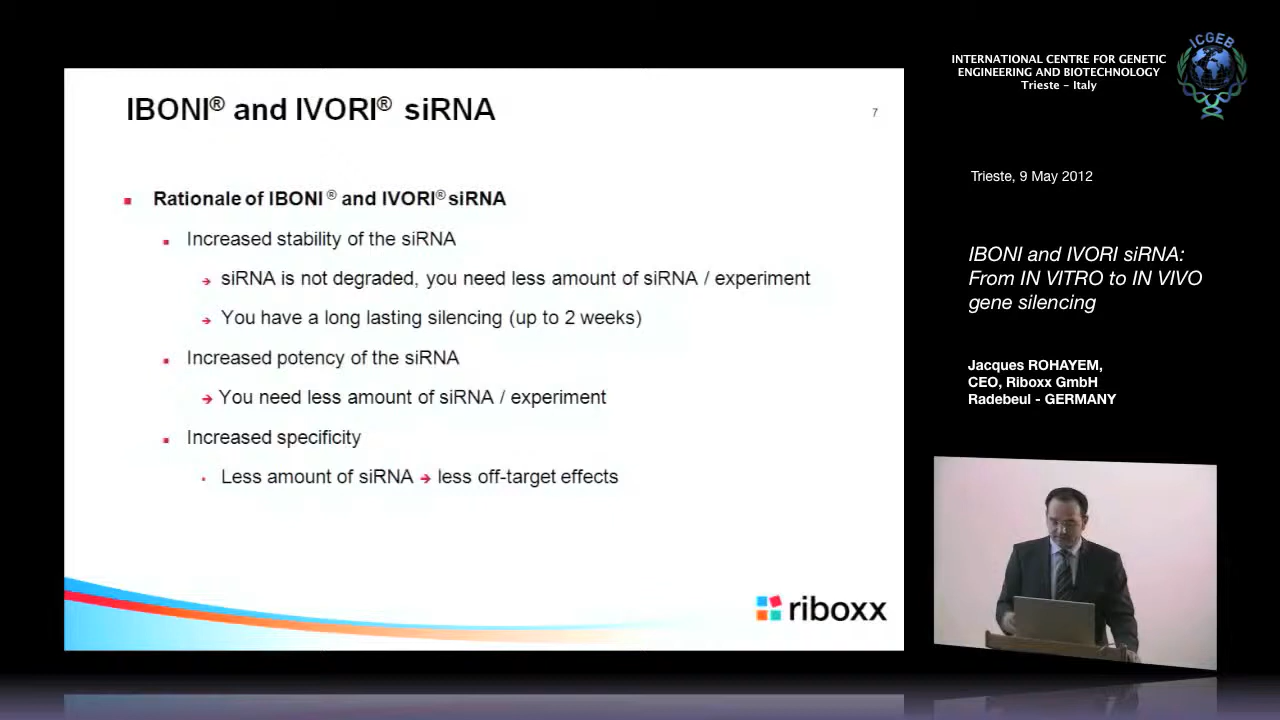 IBONI® and IVORI® siRNA
7
Rationale of IBONI ® and IVORI® siRNA
Increased stability of the siRNA
➔ siRNA is not degraded, you need less amount of siRNA / experiment
➔ You have a long lasting silencing (up to 2 weeks)
Increased potency of the siRNA
➔ You need less amount of siRNA / experiment
Increased specificity
Less amount of siRNA ➔ less off-target effects
riboxx
INTERNATIONAL CENTRE FOR GENETIC
ENGINEERING AND BIOTECHNOLOGY
Trieste – Italy
ICGEB
Trieste, 9 May 2012
IBONI and IVORI siRNA:
From IN VITRO to IN VIVO
gene silencing
Jacques ROHAYEM,
CEO, Riboxx GmbH
Radebeul - GERMANY